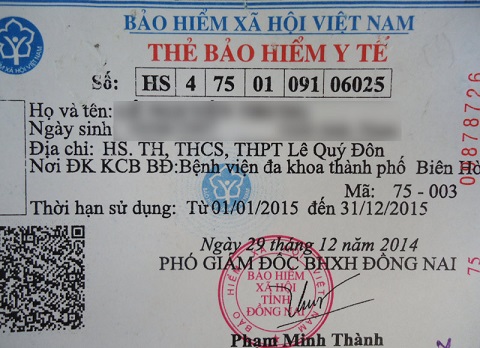 BẢO HIỂM XÃ HỘI VIỆT NAM
THẺ BẢO HIỂM Y TẾ
Số: HS 4 75 01 091 06025
Họ và tên:
Ngày sinh
Địa chỉ: HS. TH, THCS, THPT Lê Quý Đôn
Nơi ĐK KCB BĐ:Bệnh viện đa khoa thành phố Biên Hò
Mã: 75 - 003
Thời hạn sử dụng: Từ 01/01/2015 đến 31/12/2015
Ngày 29 tháng 12 năm 2014
PHÓ GIÁM ĐỐC BHXH ĐỒNG NAI
BẢO HIỂM
XÃ HỘI
TỈNH
ĐỒNG NAI
Phạm Minh Thành